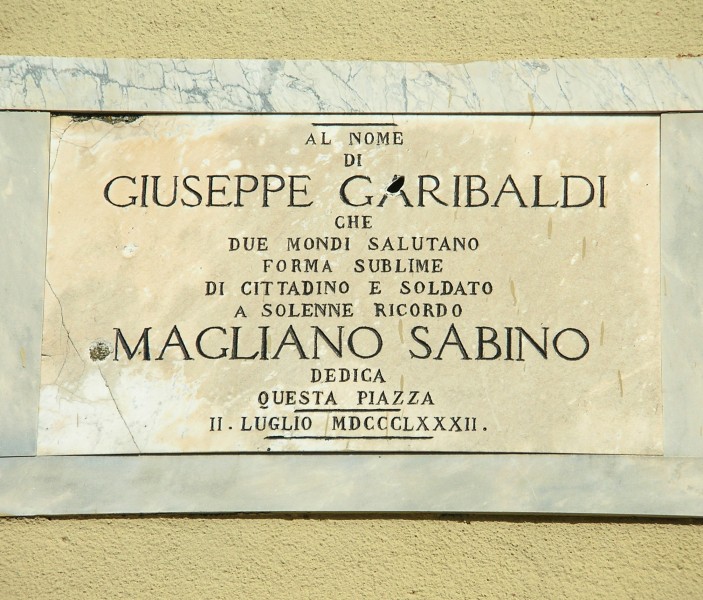 AL NOME
DI
GIUSEPPE GARIBALDI
CHE
DUE MONDI SALUTANO
FORMA SUBLIME
DI CITTADINO E SOLDATO
A SOLENNE RICORDO
MAGLIANO SABINO
DEDICA
QUESTA PIAZZA
II. LUGLIO MDCCCLXXXII.